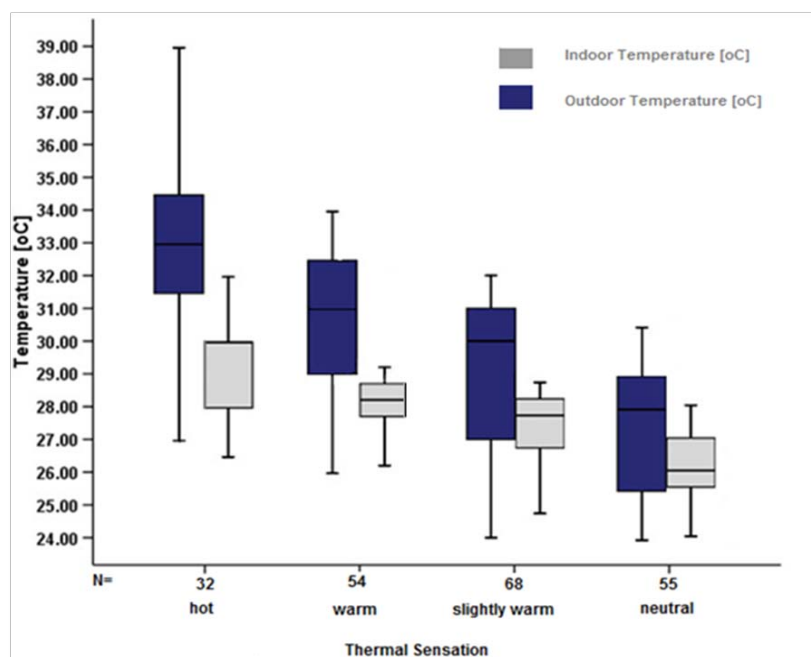 Indoor Temperature [oC]
Outdoor Temperature [oC]
Temperature [oC]
39.00
38.00
37.00
36.00
35.00
34.00
33.00
32.00
31.00
30.00
29.00
28.00
27.00
26.00
25.00
24.00
N= 32 54 68 55
hot warm slightly warm neutral
Thermal Sensation